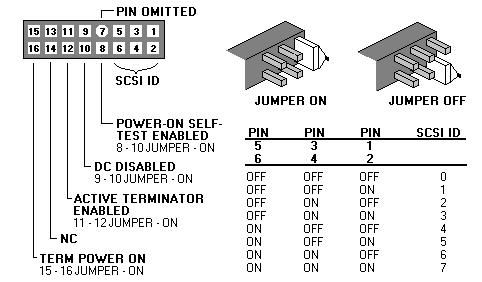 PIN OMITTED
15 13 11 9 7 5 3 1
16 14 12 10 8 6 4 2
SCSI ID
POWER-ON SELF-
TEST ENABLED
8 - 10 JUMPER - ON
DC DISABLED
9 - 10 JUMPER - ON
ACTIVE TERMINATOR
ENABLED
11 - 12 JUMPER - ON
NC
TERM POWER ON
15 - 16 JUMPER - ON
JUMPER ON JUMPER OFF
PIN PIN PIN SCSI ID
5 3 1
6 4 2
OFF OFF OFF 0
OFF OFF ON 1
OFF ON OFF 2
OFF ON ON 3
ON OFF OFF 4
ON OFF ON 5
ON ON OFF 6
ON ON ON 7